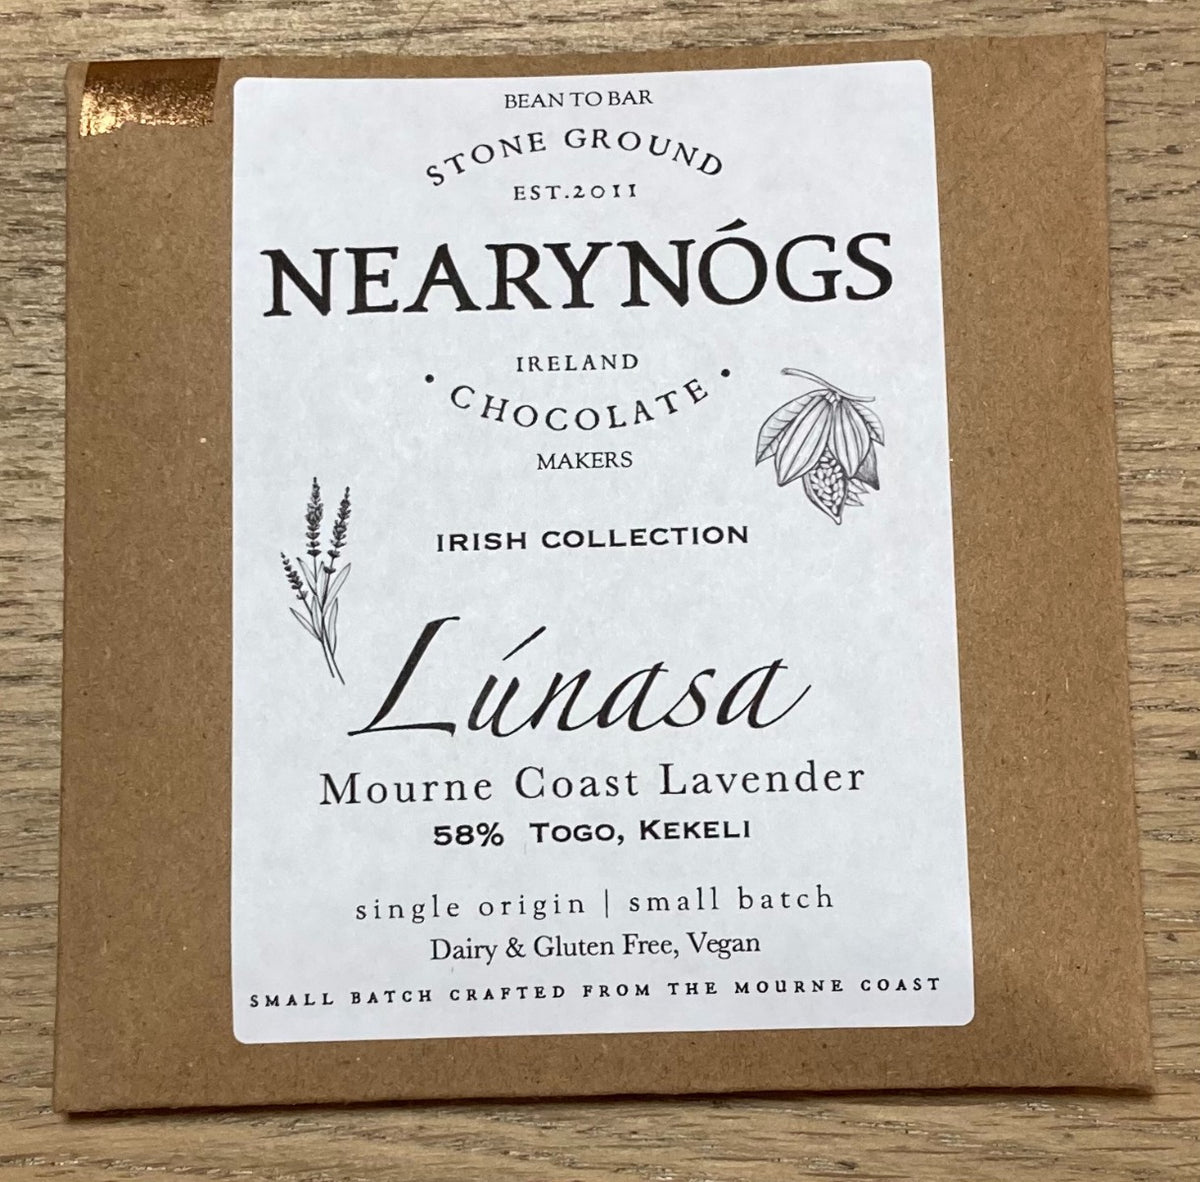 BEAN TO BAR
STONE GROUND
EST.2011
NEARYNÓGS
IRELAND
• CHOCOLATE •
MAKERS
IRISH COLLECTION
Lúnasa
Mourne Coast Lavender
58% TOGO, KEKELI
single origin | small batch
Dairy & Gluten Free, Vegan
SMALL BATCH CRAFTED FROM THE MOURNE COAST